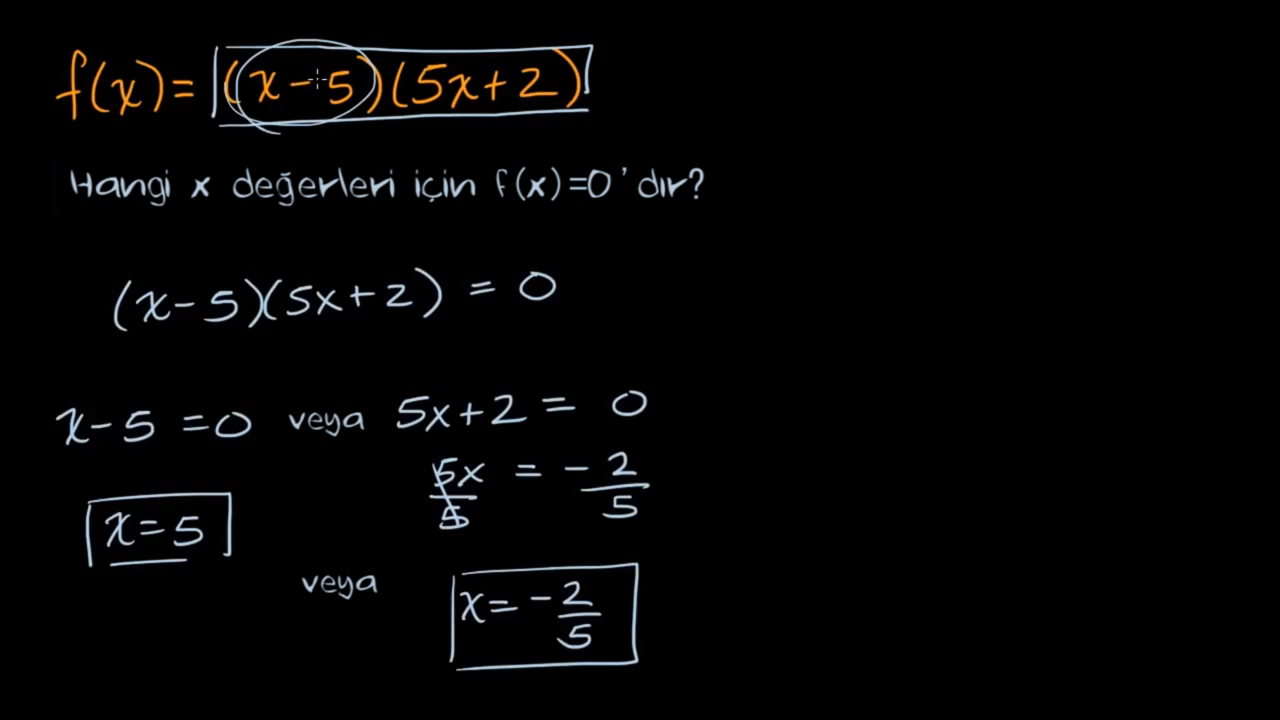 f(x) = (x-5)(5x+2)
Hangi x değerleri için f(x)=0'dır?
(x-5)(5x+2) = 0
x-5 =0 veya 5x+2 = 0
5x/5 = -2/5
x=5
veya
x= -2/5